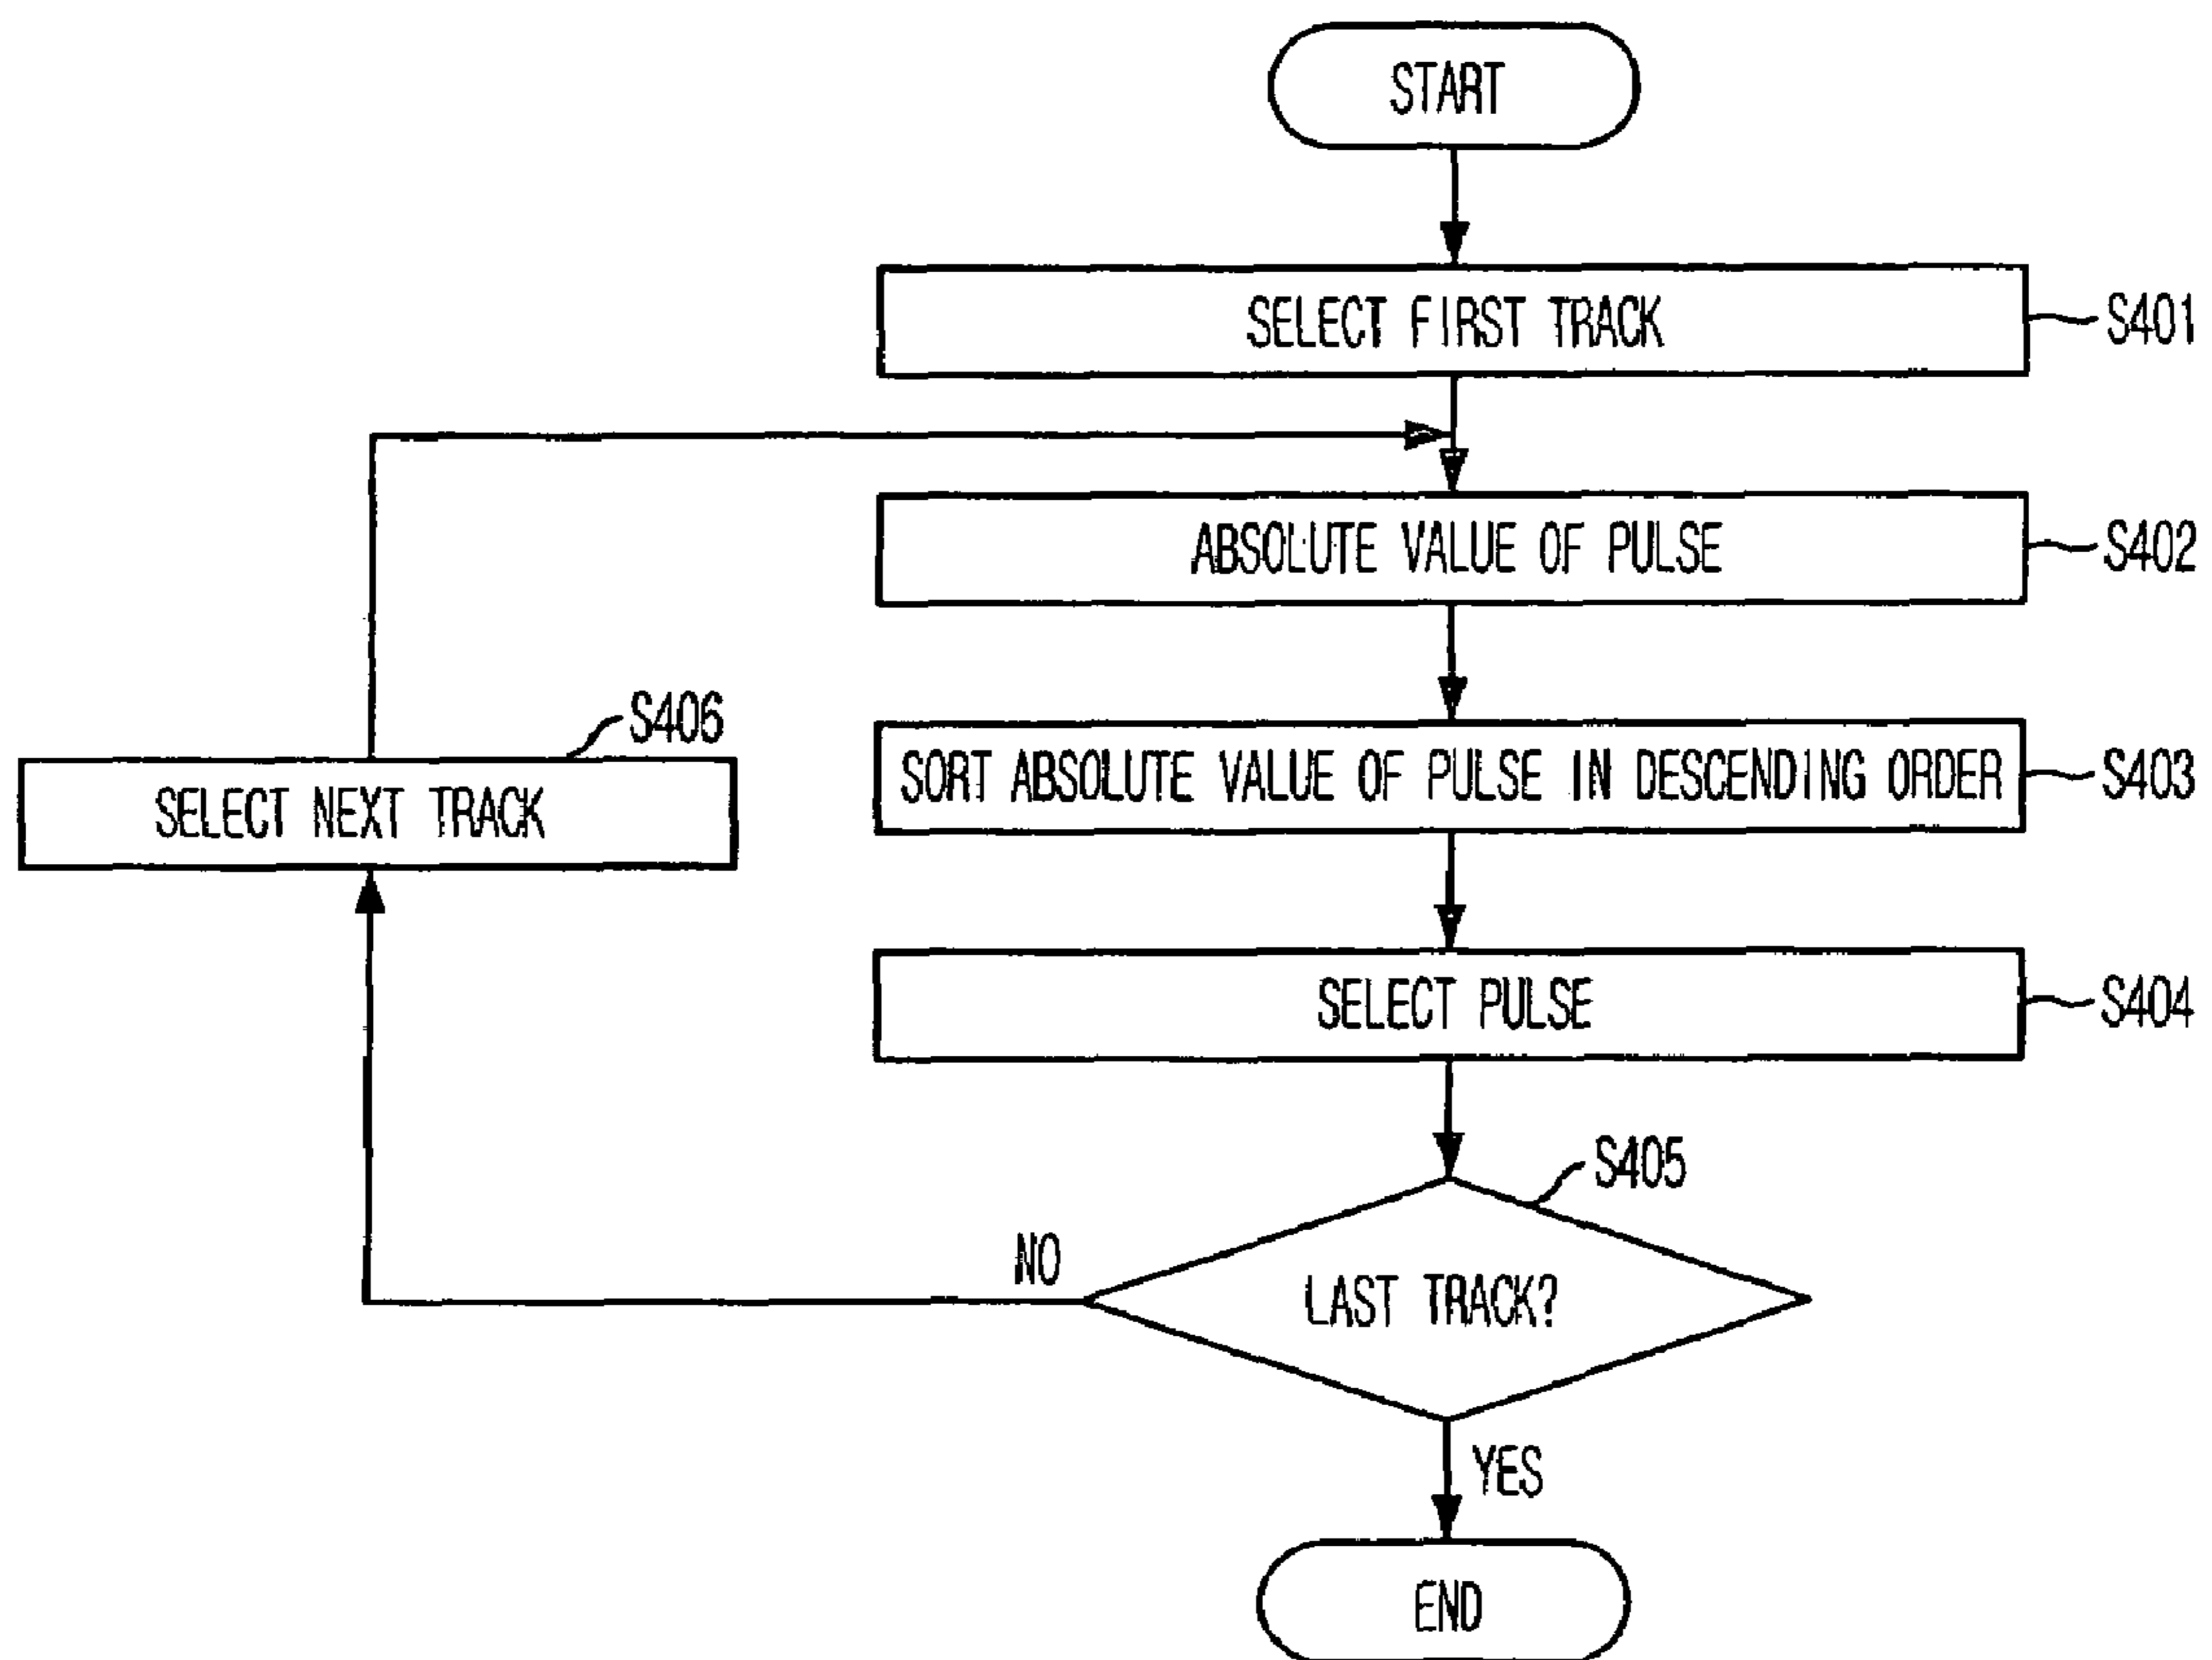 START
SELECT FIRST TRACK
S401
ABSOLUTE VALUE OF PULSE
S402
SORT ABSOLUTE VALUE OF PULSE IN DESCENDING ORDER
S403
S406
SELECT NEXT TRACK
SELECT PULSE
S404
S405
NO
LAST TRACK?
YES
END